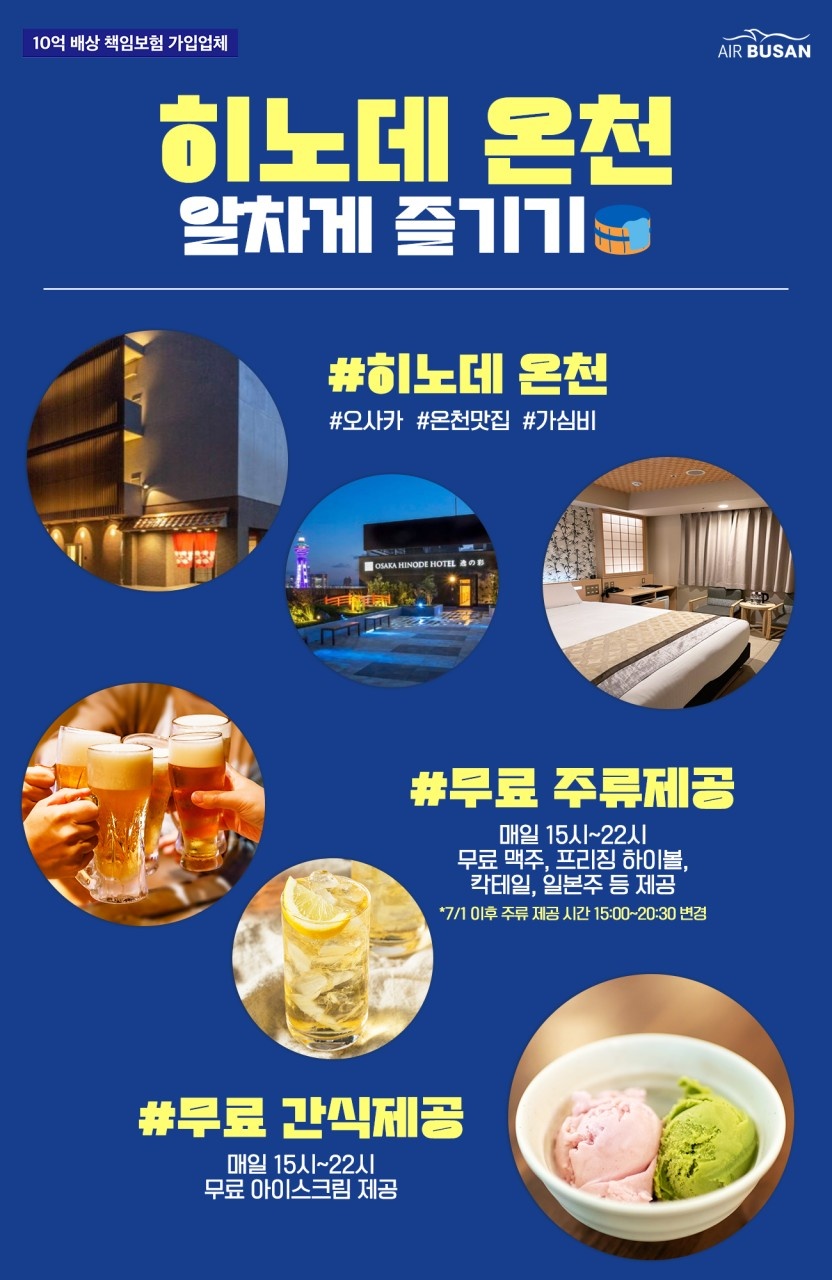 10억 배상 책임보험 가입업체
AIR BUSAN
히노데 온천
알차게 즐기기
#히노데 온천
#오사카 #온천맛집 #가심비
OSAKA HINODE HOTEL 逸の彩
#무료 주류제공
매일 15시~22시
무료 맥주, 프리징 하이볼,
칵테일, 일본주 등 제공
*7/1 이후 주류 제공 시간 15:00~20:30 변경
#무료 간식제공
매일 15시~22시
무료 아이스크림 제공